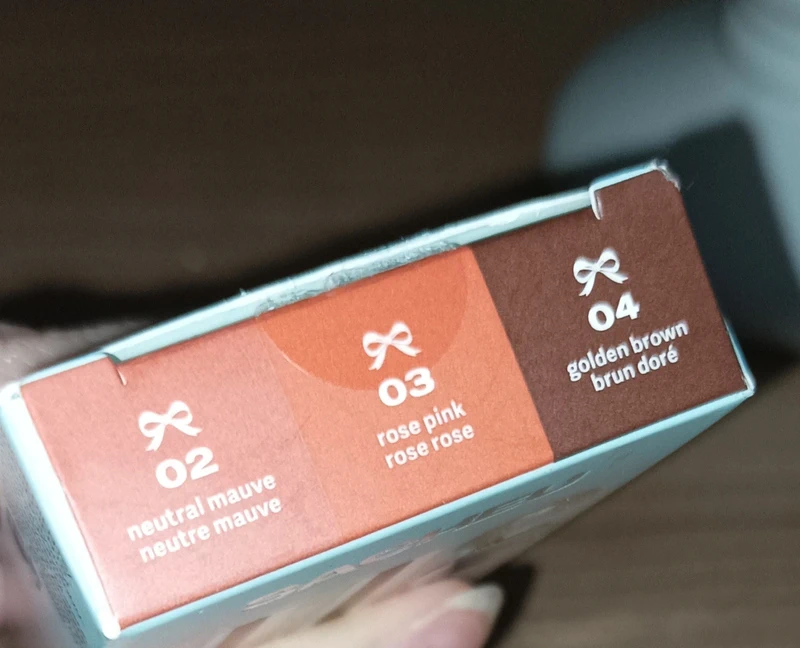 02
neutral mauve
neutre mauve
03
rose pink
rose rose
04
golden brown
brun doré